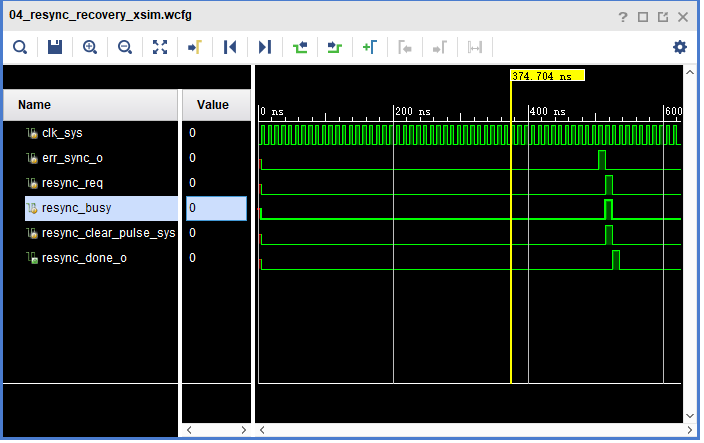 04_resync_recovery_xsim.wcfg
374.704 ns
Name Value
0 ns 200 ns 400 ns 600
clk_sys 0
err_sync_o 0
resync_req 0
resync_busy 0
resync_clear_pulse_sys 0
resync_done_o 0